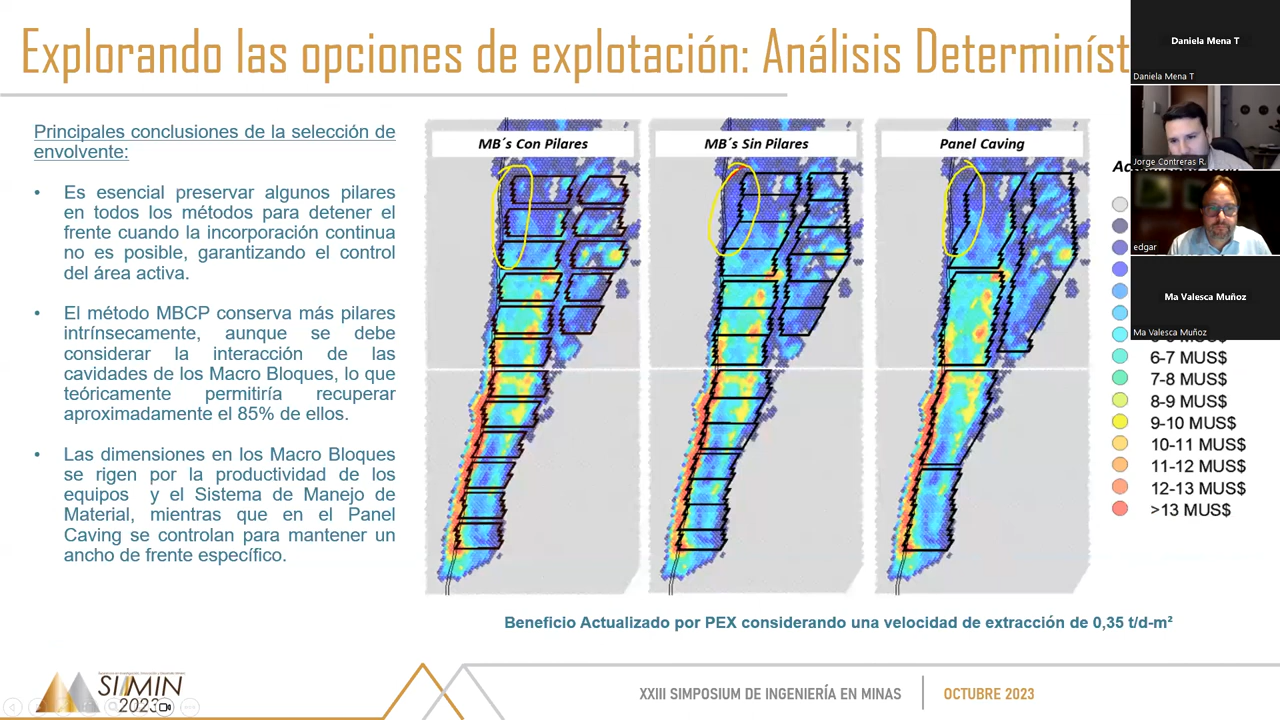 Explorando las opciones de explotación: Análisis Determiníst
Principales conclusiones de la selección de
envolvente:
• Es esencial preservar algunos pilares
en todos los métodos para detener el
frente cuando la incorporación continua
no es posible, garantizando el control
del área activa.
• El método MBCP conserva más pilares
intrínsecamente, aunque se debe
considerar la interacción de las
cavidades de los Macro Bloques, lo que
teóricamente permitiría recuperar
aproximadamente el 85% de ellos.
• Las dimensiones en los Macro Bloques
se rigen por la productividad de los
equipos y el Sistema de Manejo de
Material, mientras que en el Panel
Caving se controlan para mantener un
ancho de frente específico.
MB´s Con Pilares
MB´s Sin Pilares
Panel Caving
6-7 MUS$
7-8 MUS$
8-9 MUS$
9-10 MUS$
10-11 MUS$
11-12 MUS$
12-13 MUS$
>13 MUS$
Beneficio Actualizado por PEX considerando una velocidad de extracción de 0,35 t/d-m²
Daniela Mena T
Daniela Mena T
Jorge Contreras R.
edgar
Ma Valesca Muñoz
Ma Valesca Muñoz
SIMIN
2023
XXIII SIMPOSIUM DE INGENIERÍA EN MINAS
OCTUBRE 2023